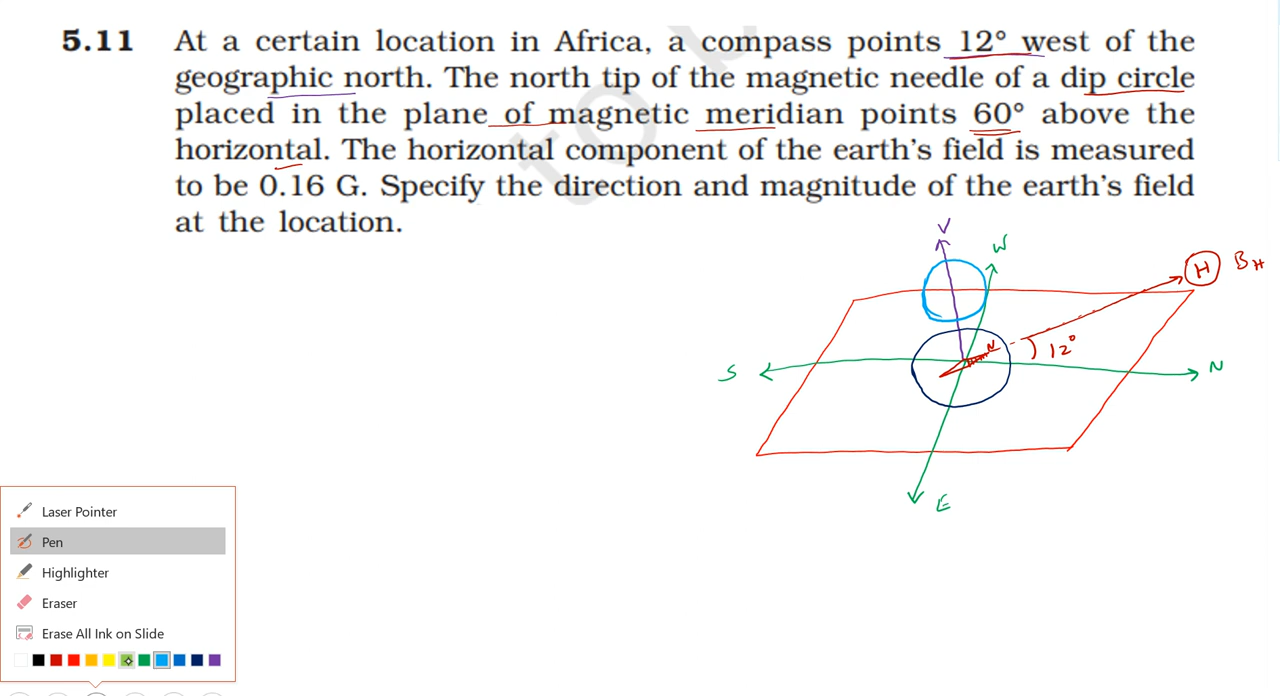 5.11 At a certain location in Africa, a compass points 12° west of the
geographic north. The north tip of the magnetic needle of a dip circle
placed in the plane of magnetic meridian points 60° above the
horizontal. The horizontal component of the earth's field is measured
to be 0.16 G. Specify the direction and magnitude of the earth's field
at the location.
V
W
H B_H
N
12°
S
N
E
Laser Pointer
Pen
Highlighter
Eraser
Erase All Ink on Slide